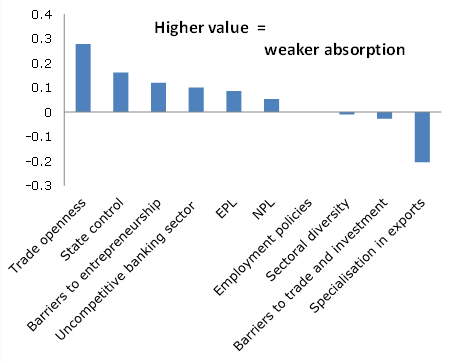 Higher value =
weaker absorption
0.4
0.3
0.2
0.1
0
-0.1
-0.2
-0.3
Trade openness
State control
Barriers to entrepreneurship
Uncompetitive banking sector
EPL
NPL
Employment policies
Sectoral diversity
Barriers to trade and investment
Specialisation in exports